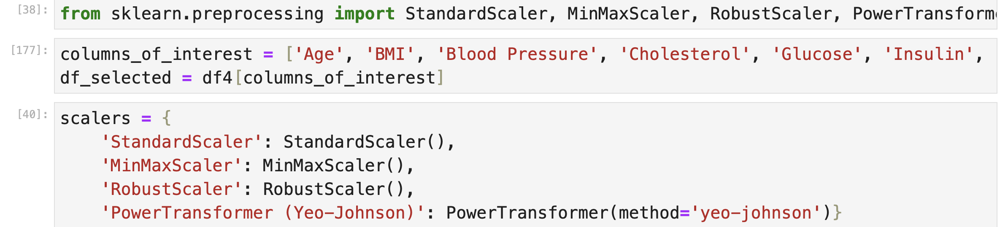 [38]: from sklearn.preprocessing import StandardScaler, MinMaxScaler, RobustScaler, PowerTransforme
[177]: columns_of_interest = ['Age', 'BMI', 'Blood Pressure', 'Cholesterol', 'Glucose', 'Insulin',
df_selected = df4[columns_of_interest]
[40]: scalers = {
'StandardScaler': StandardScaler(),
'MinMaxScaler': MinMaxScaler(),
'RobustScaler': RobustScaler(),
'PowerTransformer (Yeo-Johnson)': PowerTransformer(method='yeo-johnson')}